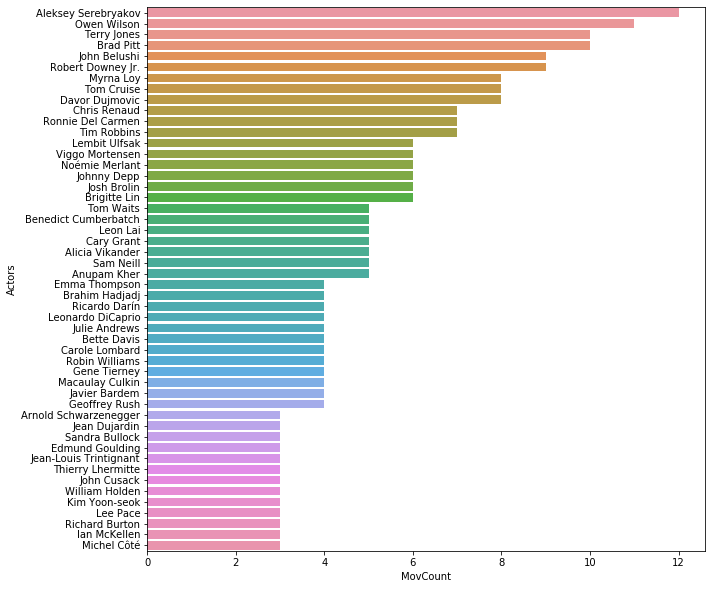 Aleksey Serebryakov
Owen Wilson
Terry Jones
Brad Pitt
John Belushi
Robert Downey Jr.
Myrna Loy
Tom Cruise
Davor Dujmovic
Chris Renaud
Ronnie Del Carmen
Tim Robbins
Lembit Ulfsak
Viggo Mortensen
Noémie Merlant
Johnny Depp
Josh Brolin
Brigitte Lin
Tom Waits
Benedict Cumberbatch
Leon Lai
Cary Grant
Alicia Vikander
Sam Neill
Anupam Kher
Emma Thompson
Brahim Hadjadj
Ricardo Darín
Leonardo DiCaprio
Julie Andrews
Bette Davis
Carole Lombard
Robin Williams
Gene Tierney
Macaulay Culkin
Javier Bardem
Geoffrey Rush
Arnold Schwarzenegger
Jean Dujardin
Sandra Bullock
Edmund Goulding
Jean-Louis Trintignant
Thierry Lhermitte
John Cusack
William Holden
Kim Yoon-seok
Lee Pace
Richard Burton
Ian McKellen
Michel Côté
Actors
0 2 4 6 8 10 12
MovCount